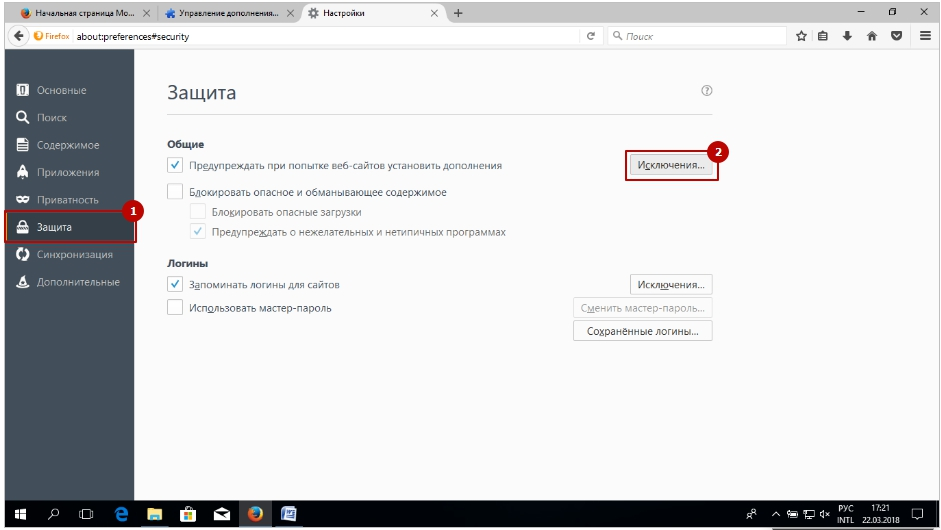 Начальная страница Mo...
Управление дополнения...
Настройки
Firefox
about:preferences#security
Поиск
Основные
Поиск
Содержимое
Приложения
Приватность
1
Защита
Синхронизация
Дополнительные
Защита
?
Общие
Предупреждать при попытке веб-сайтов установить дополнения
Исключения...
2
Блокировать опасное и обманывающее содержимое
Блокировать опасные загрузки
Предупреждать о нежелательных и нетипичных программах
Логины
Запоминать логины для сайтов
Исключения...
Использовать мастер-пароль
Сменить мастер-пароль...
Сохранённые логины...
РУС
INTL
17:21
22.03.2018